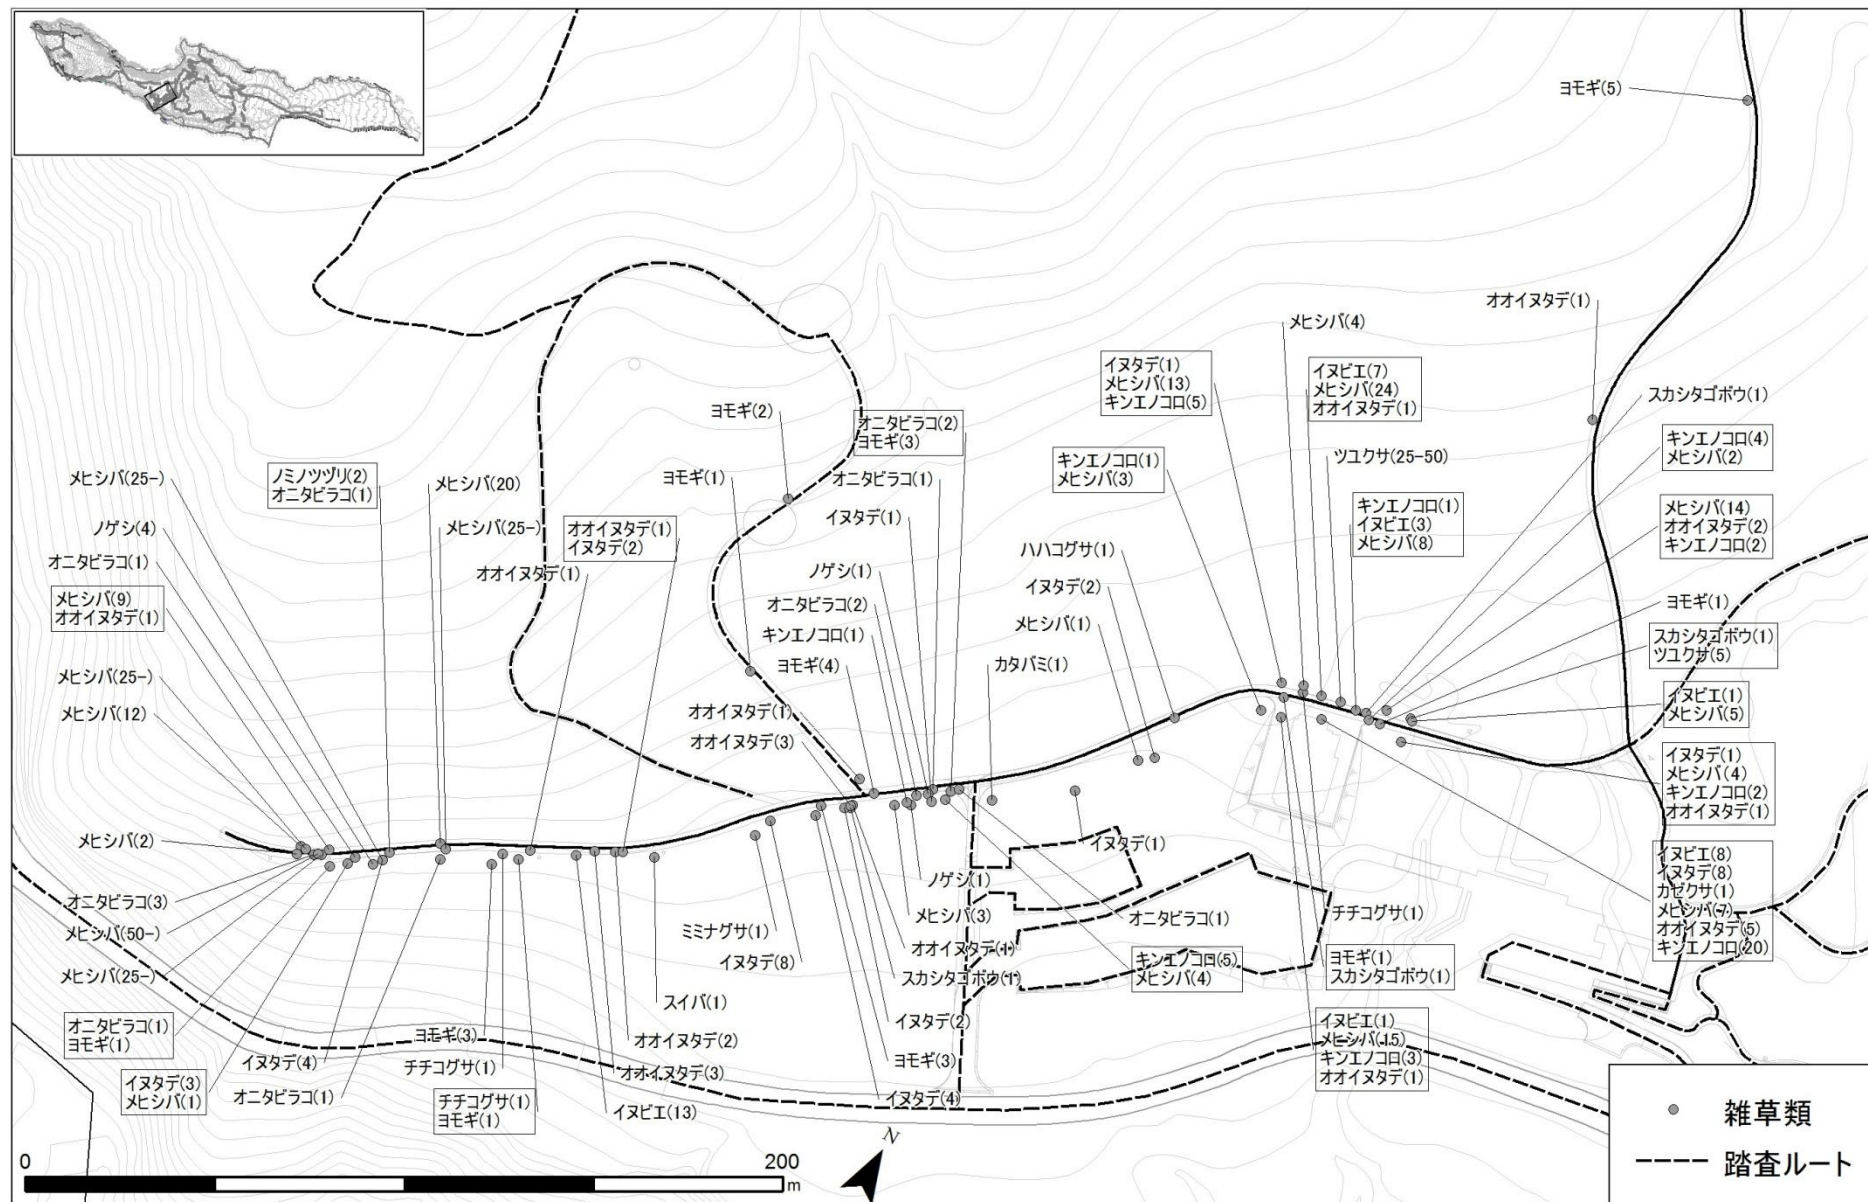 ヨモギ(5)
オオイヌタデ(1)
メヒシバ(4)
イヌタデ(1)
メヒシバ(13)
キンエノコロ(5)
イヌビエ(7)
メヒシバ(24)
オオイヌタデ(1)
スカシタゴボウ(1)
ヨモギ(2)
オニタビラコ(2)
ヨモギ(3)
キンエノコロ(4)
メヒシバ(2)
キンエノコロ(1)
メヒシバ(3)
ツユクサ(25-50)
メヒシバ(25-)
ノミノツヅリ(2)
オニタビラコ(1)
メヒシバ(20)
ヨモギ(1)
オニタビラコ(1)
キンエノコロ(1)
イヌビエ(3)
メヒシバ(8)
メヒシバ(14)
オオイヌタデ(2)
キンエノコロ(2)
ノゲシ(4)
メヒシバ(25-)
オオイヌタデ(1)
イヌタデ(2)
イヌタデ(1)
ハハコグサ(1)
オニタビラコ(1)
オオイヌタデ(1)
ノゲシ(1)
イヌタデ(2)
メヒシバ(9)
オオイヌタデ(1)
オニタビラコ(2)
ヨモギ(1)
メヒシバ(1)
キンエノコロ(1)
スカシタゴボウ(1)
ツユクサ(5)
メヒシバ(25-)
ヨモギ(4)
カタバミ(1)
イヌビエ(1)
メヒシバ(5)
メヒシバ(12)
オオイヌタデ(1)
オオイヌタデ(3)
イヌタデ(1)
メヒシバ(4)
キンエノコロ(2)
オオイヌタデ(1)
メヒシバ(2)
イヌタデ(1)
イヌビエ(8)
イヌタデ(8)
カゼクサ(1)
メヒシバ(7)
オオイヌタデ(5)
キンエノコロ(20)
オニタビラコ(3)
ノゲシ(1)
メヒシバ(3)
オニタビラコ(1)
チチコグサ(1)
メヒシバ(50-)
ミミナグサ(1)
オオイヌタデ(1)
イヌタデ(8)
キンエノコロ(5)
メヒシバ(4)
ヨモギ(1)
スカシタゴボウ(1)
メヒシバ(25-)
スカシタゴボウ(1)
スイバ(1)
オニタビラコ(1)
ヨモギ(1)
イヌタデ(2)
イヌビエ(1)
メヒシバ(15)
キンエノコロ(3)
オオイヌタデ(1)
ヨモギ(3)
オオイヌタデ(2)
イヌタデ(4)
チチコグサ(1)
オオイヌタデ(3)
ヨモギ(3)
イヌタデ(3)
メヒシバ(1)
オニタビラコ(1)
チチコグサ(1)
ヨモギ(1)
イヌビエ(13)
イヌタデ(4)
雑草類
踏査ルート
N
0
200
m